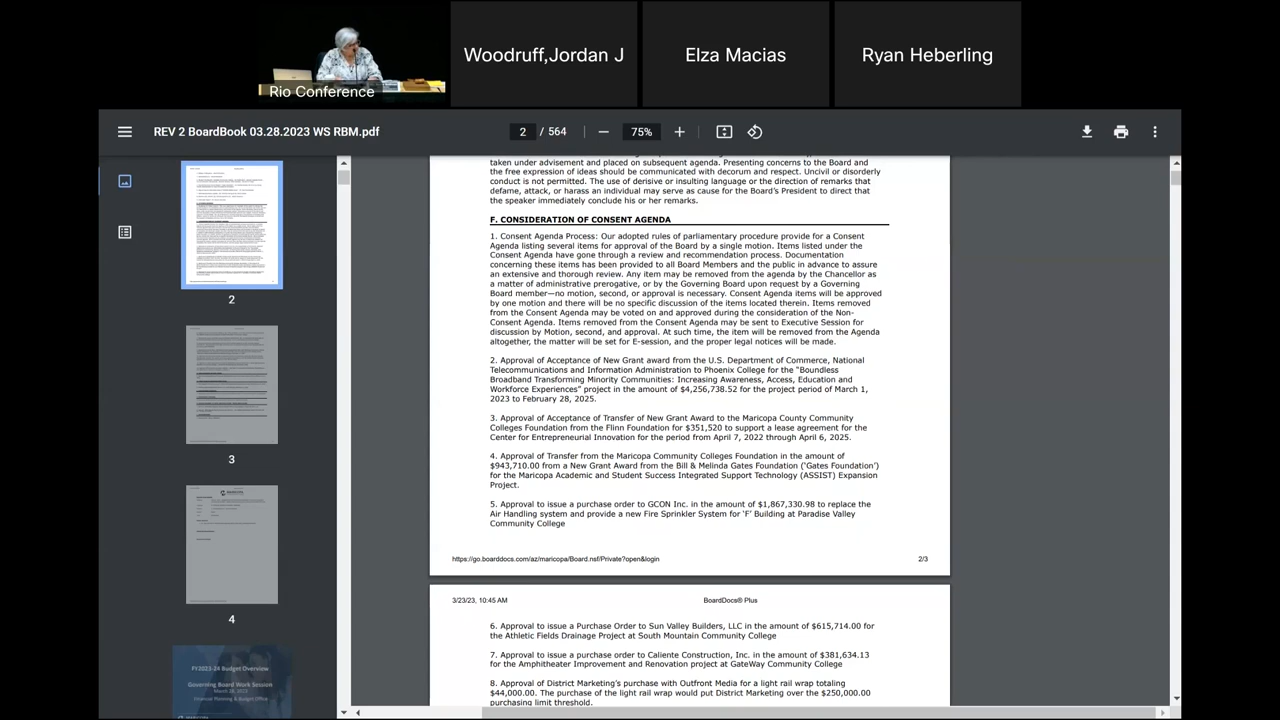 Rio Conference
Woodruff,Jordan J
Elza Macias
Ryan Heberling
REV 2 BoardBook 03.28.2023 WS RBM.pdf
2 / 564
75%
taken under advisement and placed on subsequent agenda. Presenting concerns to the Board and
the free expression of ideas should be communicated with decorum and respect. Uncivil or disorderly
conduct is not permitted. The use of derisive or insulting language or the direction of remarks that
defame, attack, or harass an individual may serve as cause for the Board's President to direct that
the speaker immediately conclude his or her remarks.
F. CONSIDERATION OF CONSENT AGENDA
1. Consent Agenda Process: Our adopted rules of parliamentary procedure provide for a Consent
Agenda listing several items for approval of the Board by a single motion. Items listed under the
Consent Agenda have gone through a review and recommendation process. Documentation
concerning these items has been provided to all Board Members and the public in advance to assure
an extensive and thorough review. Any item may be removed from the agenda by the Chancellor as
a matter of administrative prerogative, or by the Governing Board upon request by a Governing
Board member—no motion, second, or approval is necessary. Consent Agenda items will be approved
by one motion and there will be no specific discussion of the items located therein. Items removed
from the Consent Agenda may be voted on and approved during the consideration of the Non-
Consent Agenda. Items removed from the Consent Agenda may be sent to Executive Session for
discussion by Motion, second, and approval. At such time, the item will be removed from the Agenda
altogether, the matter will be set for E-session, and the proper legal notices will be made.
2. Approval of Acceptance of New Grant award from the U.S. Department of Commerce, National
Telecommunications and Information Administration to Phoenix College for the "Boundless
Broadband Transforming Minority Communities: Increasing Awareness, Access, Education and
Workforce Experiences" project in the amount of $4,256,738.52 for the project period of March 1,
2023 to February 28, 2025.
3. Approval of Acceptance of Transfer of New Grant Award to the Maricopa County Community
Colleges Foundation from the Flinn Foundation for $351,520 to support a lease agreement for the
Center for Entrepreneurial Innovation for the period from April 7, 2022 through April 6, 2025.
4. Approval of Transfer from the Maricopa Community Colleges Foundation in the amount of
$943,710.00 from a New Grant Award from the Bill & Melinda Gates Foundation ('Gates Foundation')
for the Maricopa Academic and Student Success Integrated Support Technology (ASSIST) Expansion
Project.
5. Approval to issue a purchase order to GCON Inc. in the amount of $1,867,330.98 to replace the
Air Handling system and provide a new Fire Sprinkler System for 'F' Building at Paradise Valley
Community College
https://go.boarddocs.com/az/maricopa/Board.nsf/Private?open&login
2/3
3/23/23, 10:45 AM
BoardDocs® Plus
6. Approval to issue a Purchase Order to Sun Valley Builders, LLC in the amount of $615,714.00 for
the Athletic Fields Drainage Project at South Mountain Community College
7. Approval to issue a purchase order to Caliente Construction, Inc. in the amount of $381,634.13
for the Amphitheater Improvement and Renovation project at GateWay Community College
8. Approval of District Marketing's purchase with Outfront Media for a light rail wrap totaling
$44,000.00. The purchase of the light rail wrap would put District Marketing over the $250,000.00
purchasing limit threshold.
2
3
4
FY2023-24 Budget Overview
Governing Board Work Session
March 28, 2023
Financial Planning & Budget Office